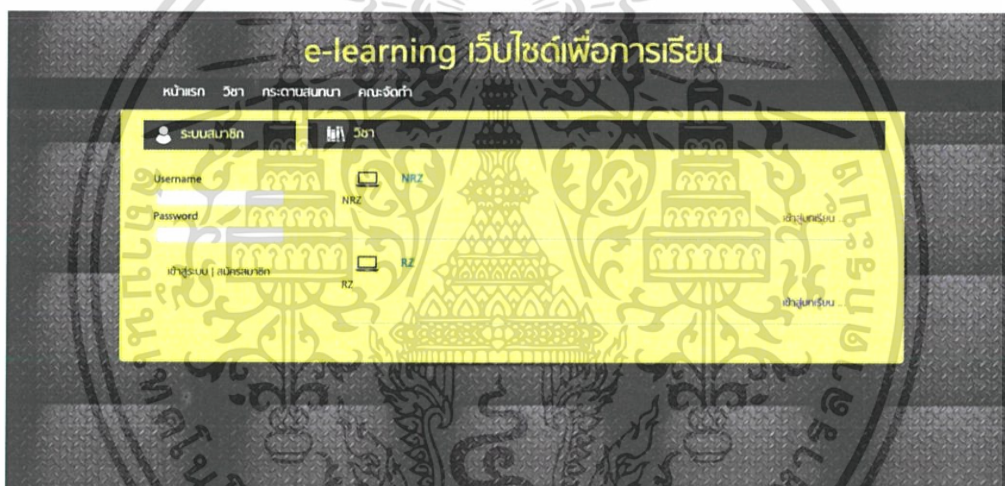 e-learning เว็บไซต์เพื่อการเรียน
หน้าแรก วิชา กระดานสนทนา คณะจัดทำ
ระบบสมาชิก
วิชา
Username
Password
เข้าสู่ระบบ | สมัครสมาชิก
NRZ
NRZ
เข้าสู่บทเรียน ...
RZ
RZ
เข้าสู่บทเรียน ...